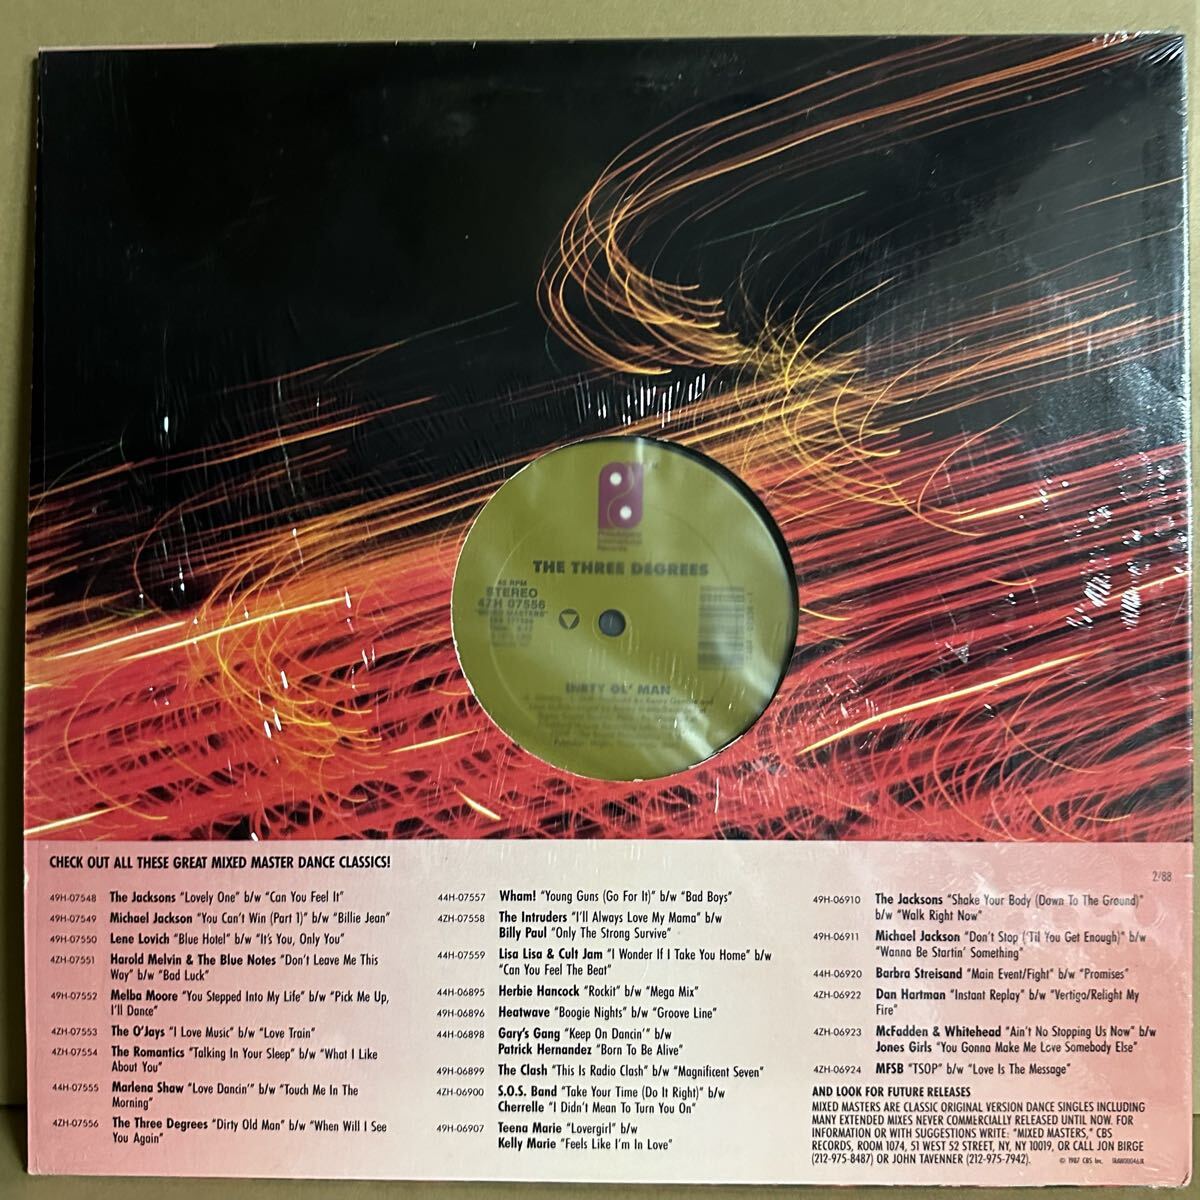 Philadelphia
International
Records
THE THREE DEGREES
45 RPM
STEREO
4ZH 07556
"MIXED MASTERS"
DIRTY OL' MAN
CHECK OUT ALL THESE GREAT MIXED MASTER DANCE CLASSICS!
2/88
49H-07548 The Jacksons "Lovely One" b/w "Can You Feel It"
49H-07549 Michael Jackson "You Can't Win (Part 1)" b/w "Billie Jean"
49H-07550 Lene Lovich "Blue Hotel" b/w "It's You, Only You"
4ZH-07551 Harold Melvin & The Blue Notes "Don't Leave Me This
Way" b/w "Bad Luck"
49H-07552 Melba Moore "You Stepped Into My Life" b/w "Pick Me Up,
I'll Dance"
4ZH-07553 The O'Jays "I Love Music" b/w "Love Train"
4ZH-07554 The Romantics "Talking In Your Sleep" b/w "What I Like
About You"
44H-07555 Marlena Shaw "Love Dancin'" b/w "Touch Me In The
Morning"
4ZH-07556 The Three Degrees "Dirty Old Man" b/w "When Will I See
You Again"
44H-07557 Wham! "Young Guns (Go For It)" b/w "Bad Boys"
4ZH-07558 The Intruders "I'll Always Love My Mama" b/w
Billy Paul "Only The Strong Survive"
44H-07559 Lisa Lisa & Cult Jam "I Wonder If I Take You Home" b/w
"Can You Feel The Beat"
44H-06895 Herbie Hancock "Rockit" b/w "Mega Mix"
49H-06896 Heatwave "Boogie Nights" b/w "Groove Line"
44H-06898 Gary's Gang "Keep On Dancin'" b/w
Patrick Hernandez "Born To Be Alive"
49H-06899 The Clash "This Is Radio Clash" b/w "Magnificent Seven"
4ZH-06900 S.O.S. Band "Take Your Time (Do It Right)" b/w
Cherrelle "I Didn't Mean To Turn You On"
49H-06907 Teena Marie "Lovergirl" b/w
Kelly Marie "Feels Like I'm In Love"
49H-06910 The Jacksons "Shake Your Body (Down To The Ground)"
b/w "Walk Right Now"
49H-06911 Michael Jackson "Don't Stop ('Til You Get Enough)" b/w
"Wanna Be Startin' Something"
44H-06920 Barbra Streisand "Main Event/Fight" b/w "Promises"
4ZH-06922 Dan Hartman "Instant Replay" b/w "Vertigo/Relight My
Fire"
4ZH-06923 McFadden & Whitehead "Ain't No Stopping Us Now" b/w
Jones Girls "You Gonna Make Me Love Somebody Else"
4ZH-06924 MFSB "TSOP" b/w "Love Is The Message"
AND LOOK FOR FUTURE RELEASES
MIXED MASTERS ARE CLASSIC ORIGINAL VERSION DANCE SINGLES INCLUDING
MANY EXTENDED MIXES NEVER COMMERCIALLY RELEASED UNTIL NOW. FOR
INFORMATION OR WITH SUGGESTIONS WRITE: "MIXED MASTERS," CBS
RECORDS, ROOM 1074, 51 WEST 52 STREET, NY, NY 10019, OR CALL JON BIRGE
(212-975-8487) OR JOHN TAVENNER (212-975-7942). © 1987 CBS Inc.